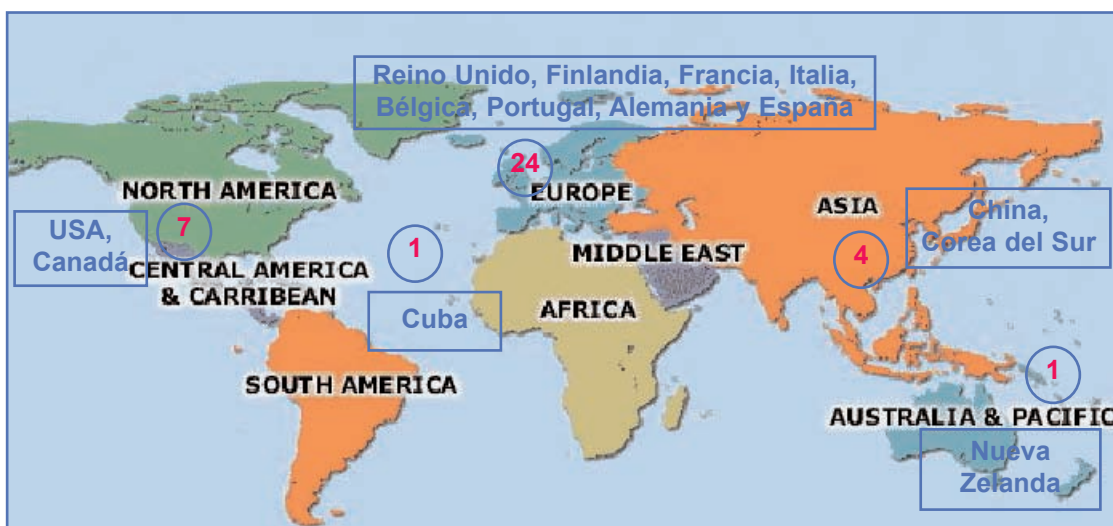 Reino Unido, Finlandia, Francia, Italia,
Bélgica, Portugal, Alemania y España
24
NORTH AMERICA
EUROPE
7
USA,
Canadá
ASIA
China,
Corea del Sur
1
4
MIDDLE EAST
CENTRAL AMERICA
& CARRIBEAN
Cuba
AFRICA
1
SOUTH AMERICA
AUSTRALIA & PACIFIC
Nueva
Zelanda